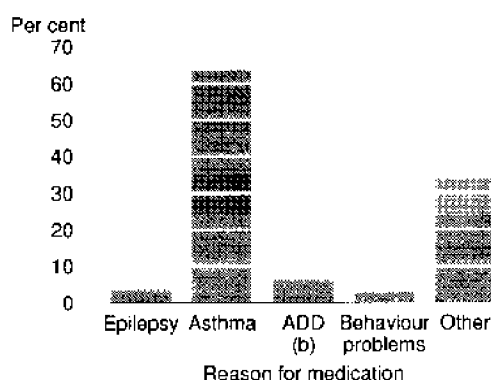 Per cent
70
60
50
40
30
20
10
0
Epilepsy Asthma ADD Behaviour Other
(b) problems
Reason for medication